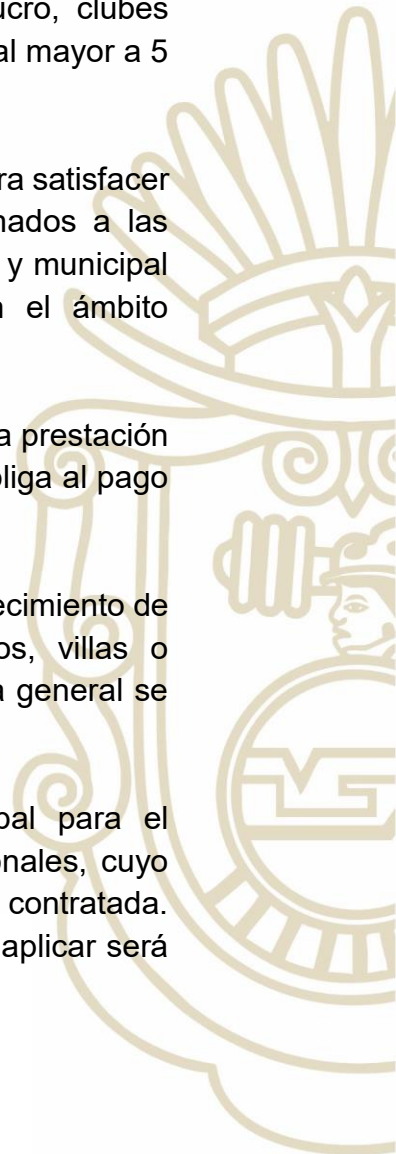 ucro, clubes
al mayor a 5
ra satisfacer
nados a las
y municipal
n el ámbito
a prestación
bliga al pago
ecimiento de
os, villas o
a general se
pal para el
onales, cuyo
contratada.
aplicar será